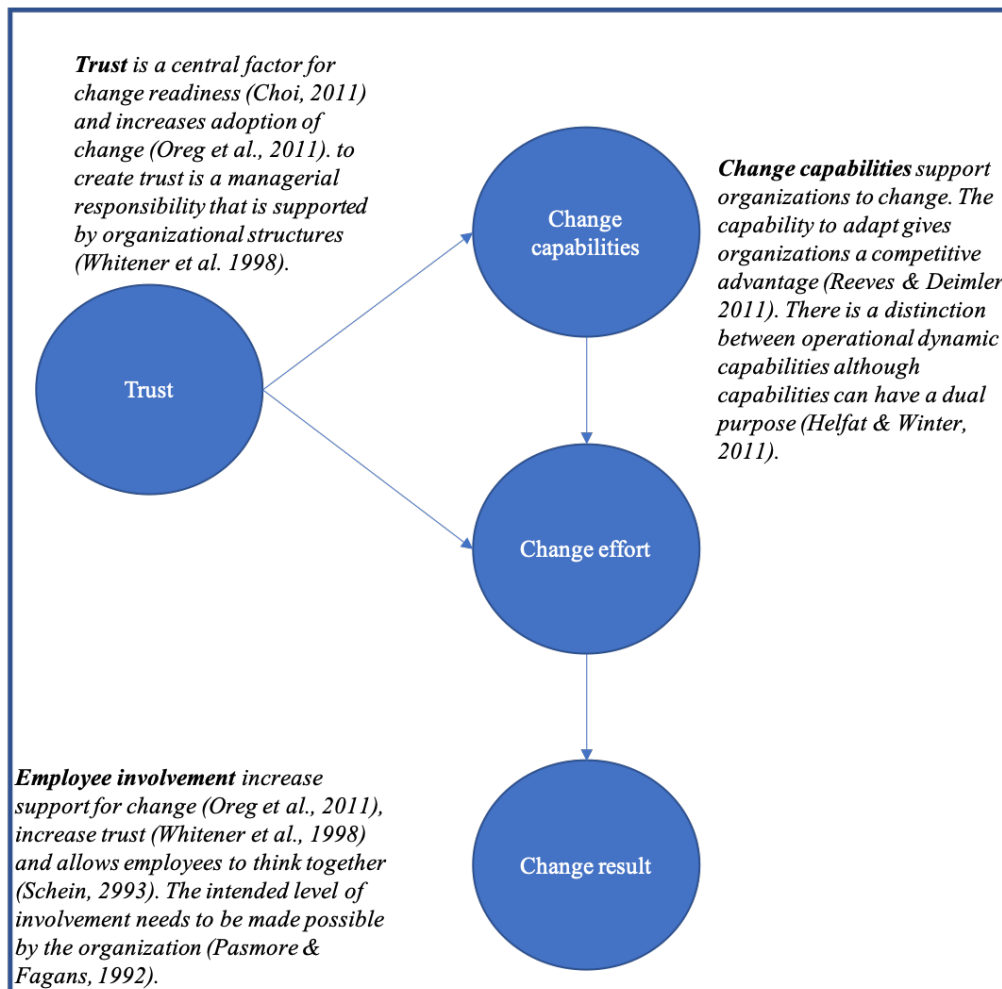 Trust is a central factor for
change readiness (Choi, 2011)
and increases adoption of
change (Oreg et al., 2011). to
create trust is a managerial
responsibility that is supported
by organizational structures
(Whitener et al. 1998).
Trust
Change
capabilities
Change capabilities support
organizations to change. The
capability to adapt gives
organizations a competitive
advantage (Reeves & Deimler
2011). There is a distinction
between operational dynamic
capabilities although
capabilities can have a dual
purpose (Helfat & Winter,
2011).
Change effort
Employee involvement increase
support for change (Oreg et al., 2011),
increase trust (Whitener et al., 1998)
and allows employees to think together
(Schein, 2993). The intended level of
involvement needs to be made possible
by the organization (Pasmore &
Fagans, 1992).
Change result